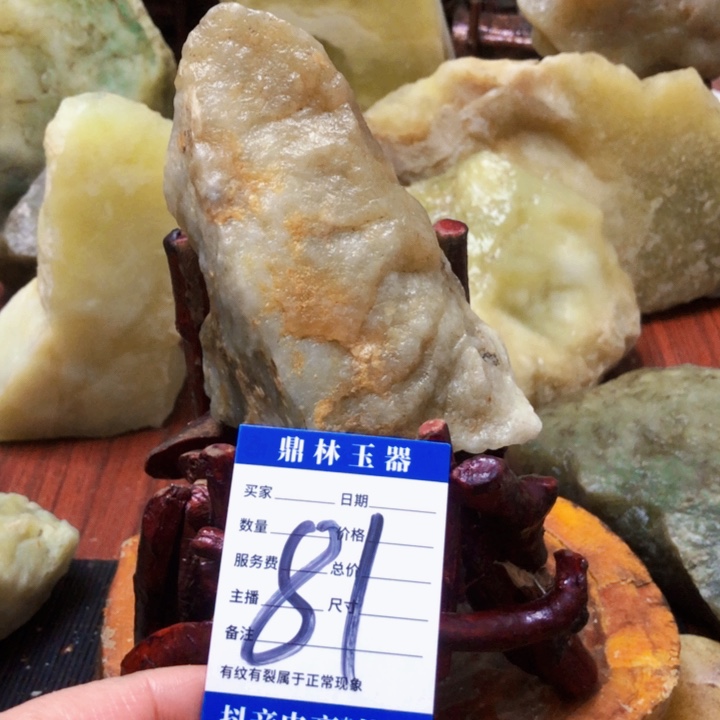 鼎林玉器
买家 日期
数量 价格
服务费 总价
主播 尺寸
备注
81
有纹有裂属于正常现象